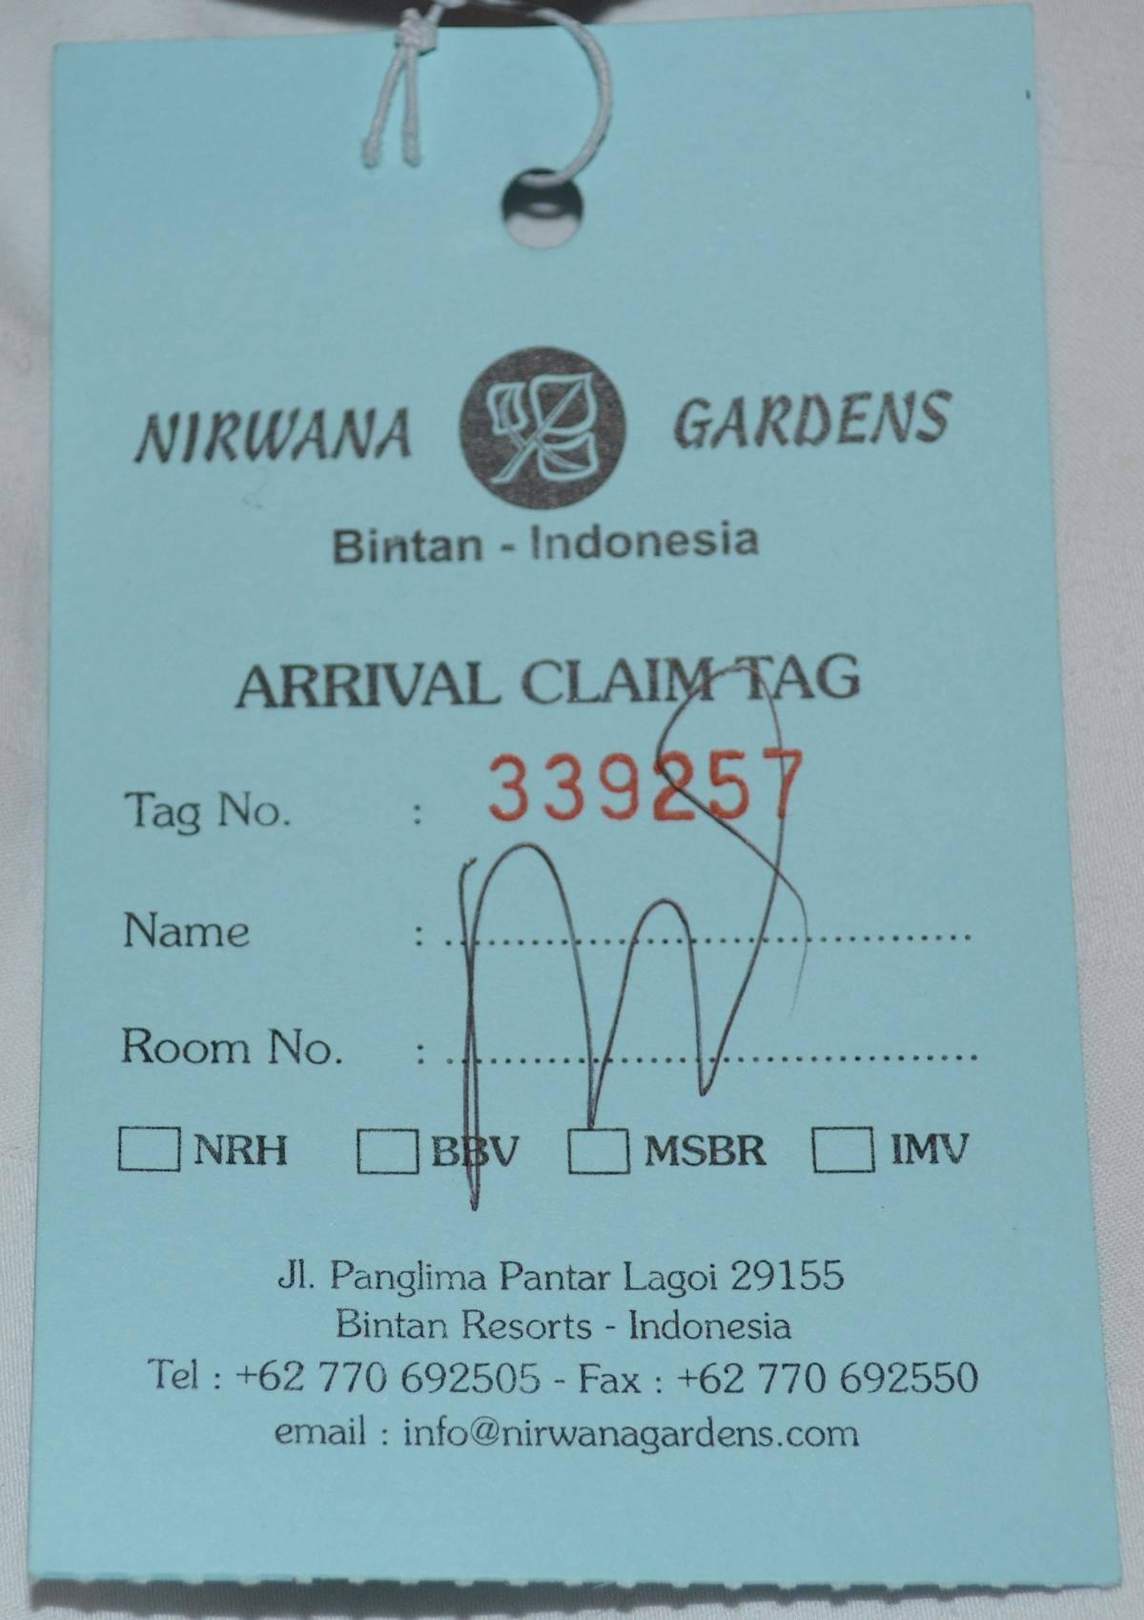 NIRWANA GARDENS
Bintan - Indonesia
ARRIVAL CLAIM TAG
Tag No. : 339257
Name : ................................................
Room No. : ................................................
NRH BBV MSBR IMV
Jl. Panglima Pantar Lagoi 29155
Bintan Resorts - Indonesia
Tel : +62 770 692505 - Fax : +62 770 692550
email : info@nirwanagardens.com